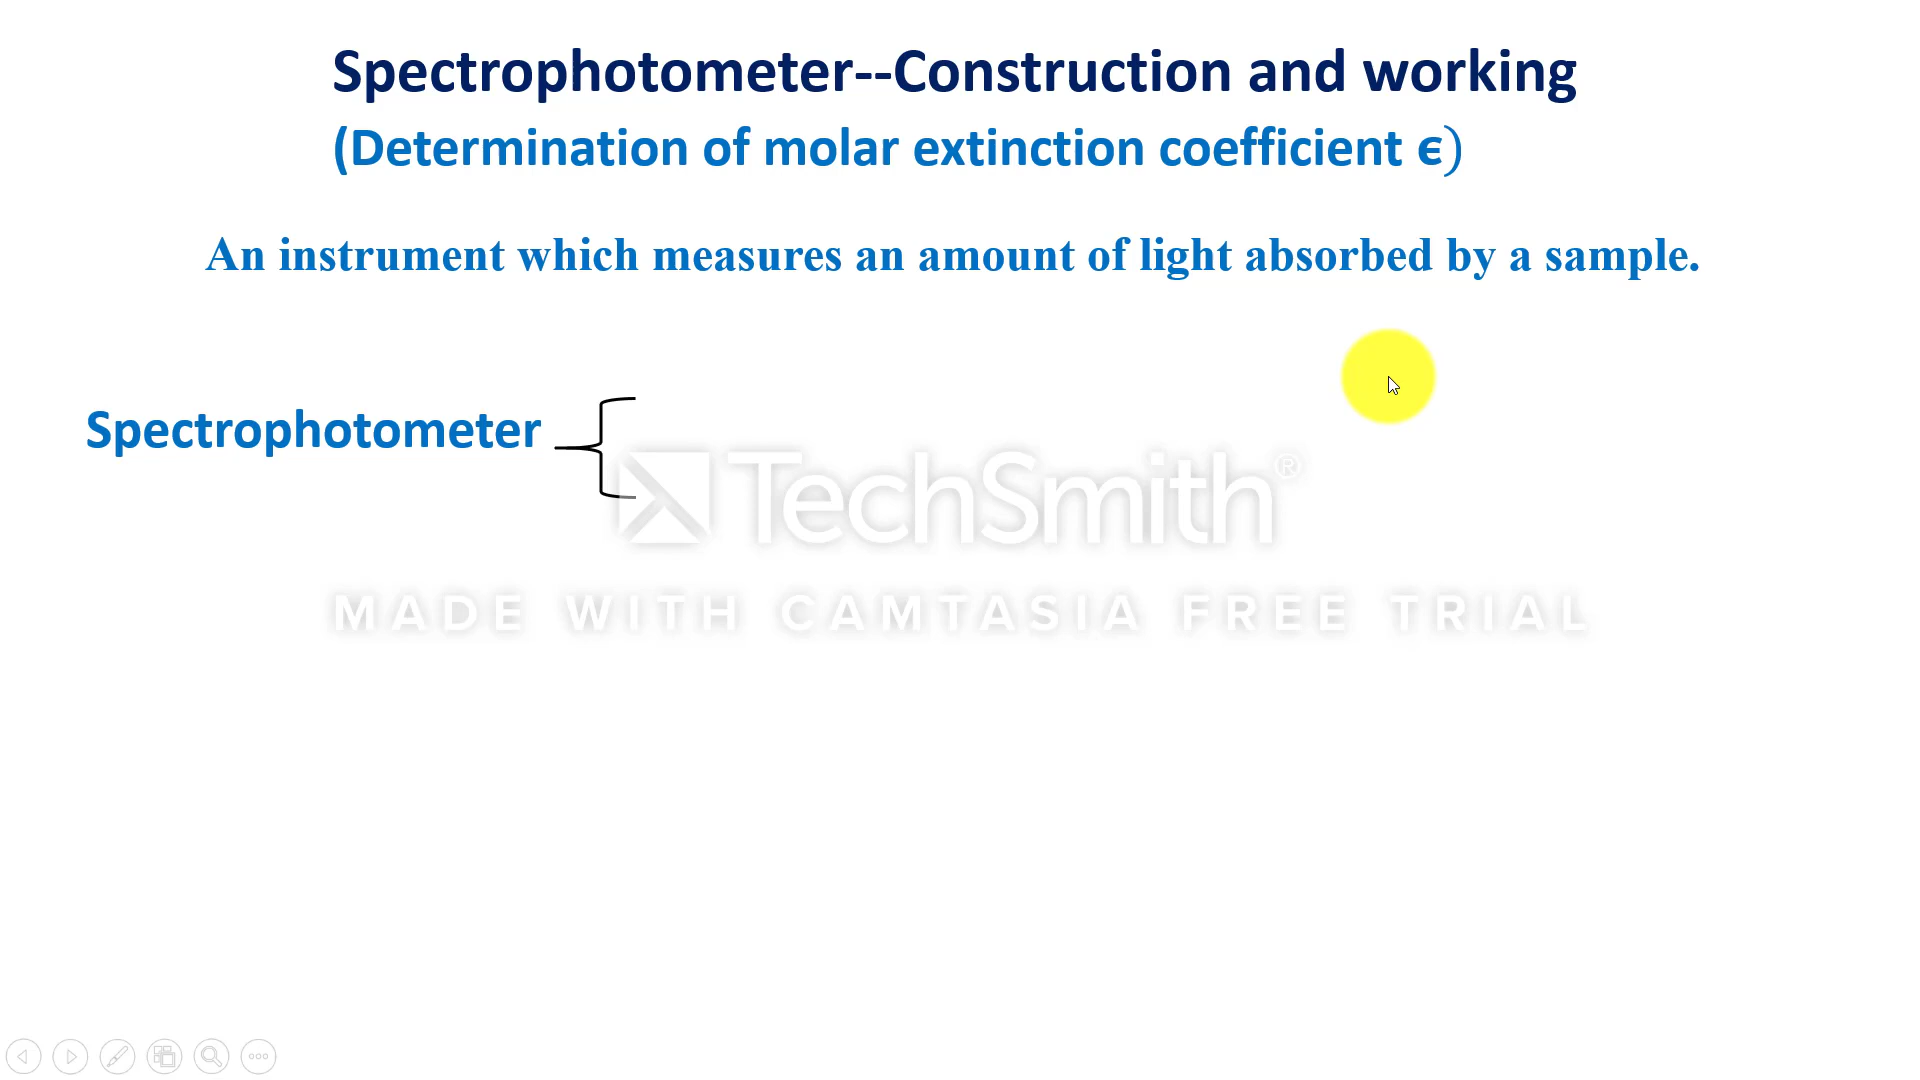 Spectrophotometer--Construction and working
(Determination of molar extinction coefficient ϵ)
An instrument which measures an amount of light absorbed by a sample.
Spectrophotometer
TechSmith®
MADE WITH CAMTASIA FREE TRIAL